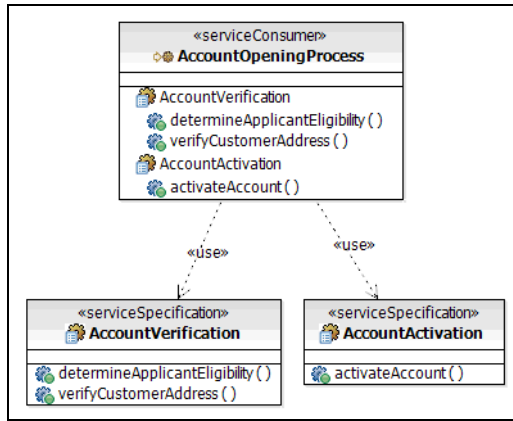 «serviceConsumer»
AccountOpeningProcess
AccountVerification
determineApplicantEligibility ( )
verifyCustomerAddress ( )
AccountActivation
activateAccount ( )
«use»
«use»
«serviceSpecification»
AccountVerification
determineApplicantEligibility ( )
verifyCustomerAddress ( )
«serviceSpecification»
AccountActivation
activateAccount ( )